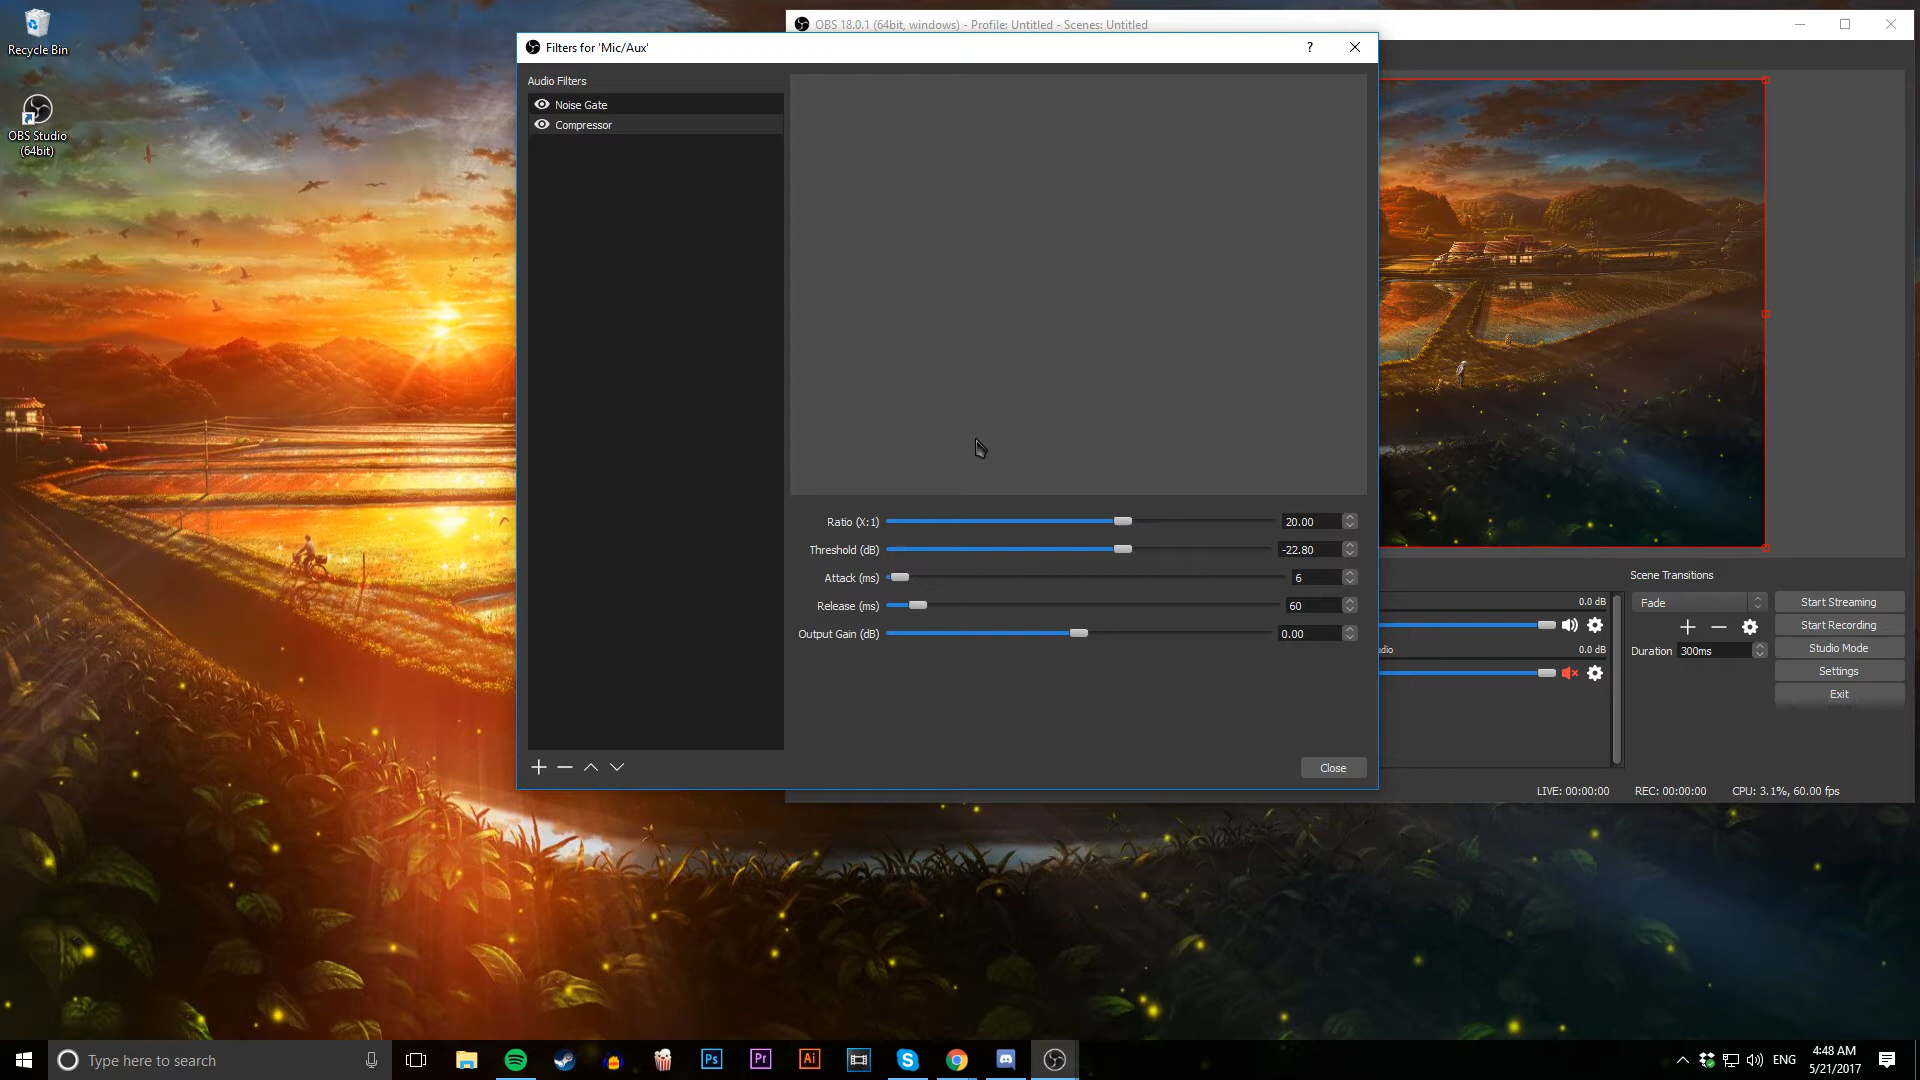 Recycle Bin
OBS Studio
(64bit)
OBS 18.0.1 (64bit, windows) - Profile: Untitled - Scenes: Untitled
Filters for 'Mic/Aux'
?
Audio Filters
Noise Gate
Compressor
Ratio (X:1)
20.00
Threshold (dB)
-22.80
Attack (ms)
6
Release (ms)
60
Output Gain (dB)
0.00
Close
0.0 dB
0.0 dB
Scene Transitions
Fade
Duration
300ms
Start Streaming
Start Recording
Studio Mode
Settings
Exit
LIVE: 00:00:00
REC: 00:00:00
CPU: 3.1%, 60.00 fps
Type here to search
Ps
Pr
Ai
ENG
4:48 AM
5/21/2017